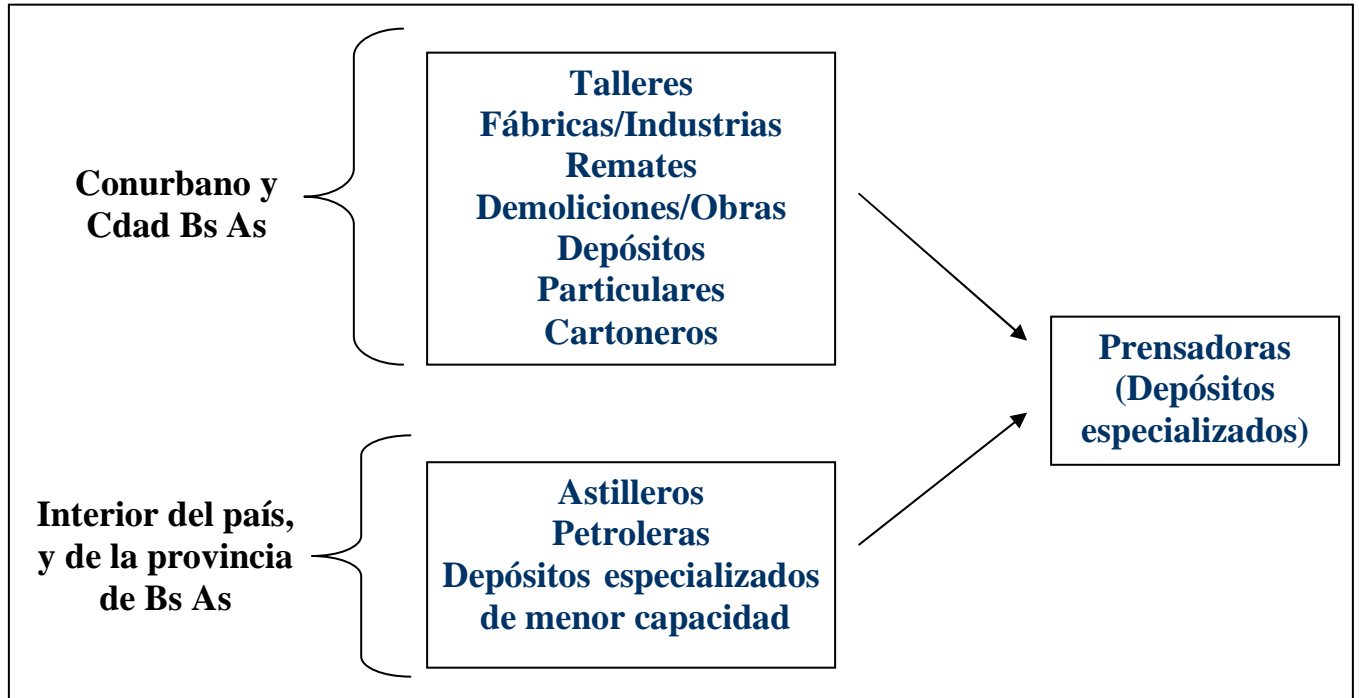 Conurbano y
Cdad Bs As
Talleres
Fábricas/Industrias
Remates
Demoliciones/Obras
Depósitos
Particulares
Cartoneros
Interior del país,
y de la provincia
de Bs As
Astilleros
Petroleras
Depósitos especializados
de menor capacidad
Prensadoras
(Depósitos
especializados)